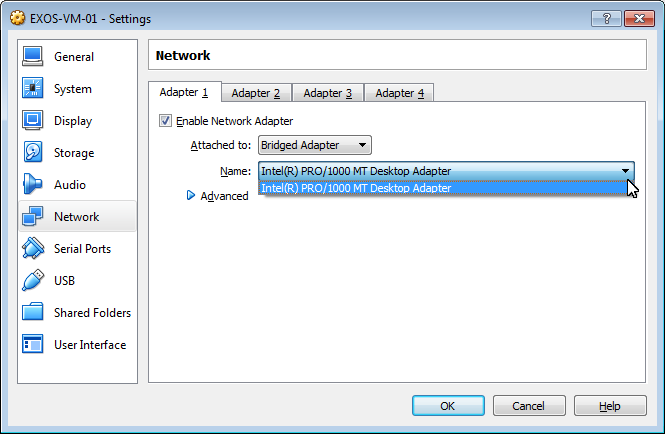 EXOS-VM-01 - Settings
General
System
Display
Storage
Audio
Network
Serial Ports
USB
Shared Folders
User Interface
Network
Adapter 1 Adapter 2 Adapter 3 Adapter 4
Enable Network Adapter
Attached to: Bridged Adapter
Name: Intel(R) PRO/1000 MT Desktop Adapter
Intel(R) PRO/1000 MT Desktop Adapter
Advanced
OK Cancel Help